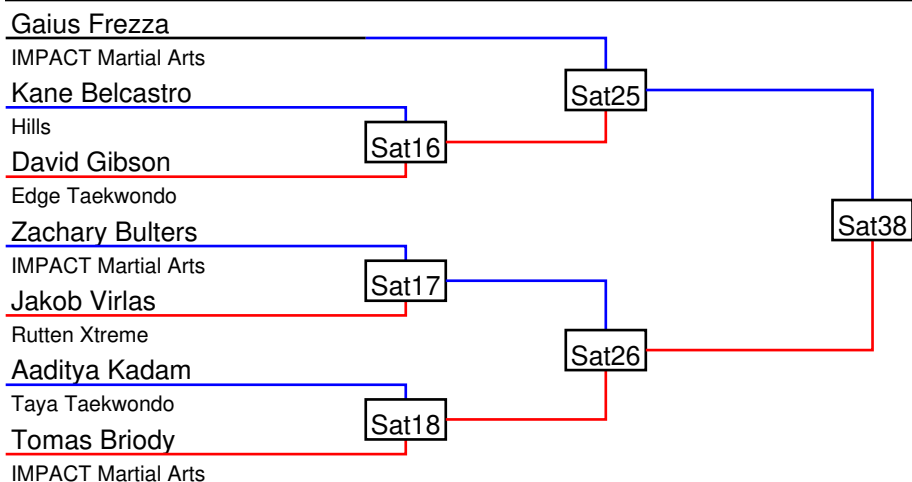 Gaius Frezza
IMPACT Martial Arts
Sat25
Kane Belcastro
Hills
Sat16
David Gibson
Edge Taekwondo
Sat38
Zachary Bulters
IMPACT Martial Arts
Sat17
Jakob Virlas
Rutten Xtreme
Sat26
Aaditya Kadam
Taya Taekwondo
Sat18
Tomas Briody
IMPACT Martial Arts